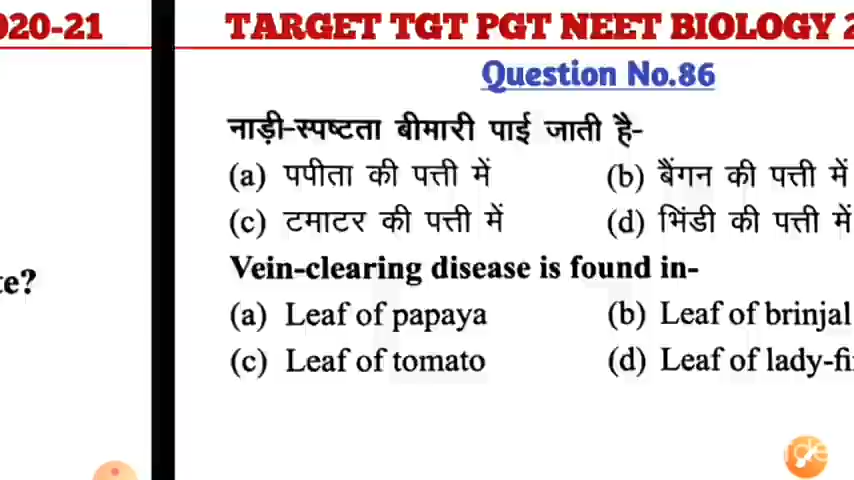 020-21
TARGET TGT PGT NEET BIOLOGY 2
Question No.86
नाड़ी-स्पष्टता बीमारी पाई जाती है-
(a) पपीता की पत्ती में (b) बैंगन की पत्ती में
(c) टमाटर की पत्ती में (d) भिंडी की पत्ती में
Vein-clearing disease is found in-
e?
(a) Leaf of papaya (b) Leaf of brinjal
(c) Leaf of tomato (d) Leaf of lady-fi